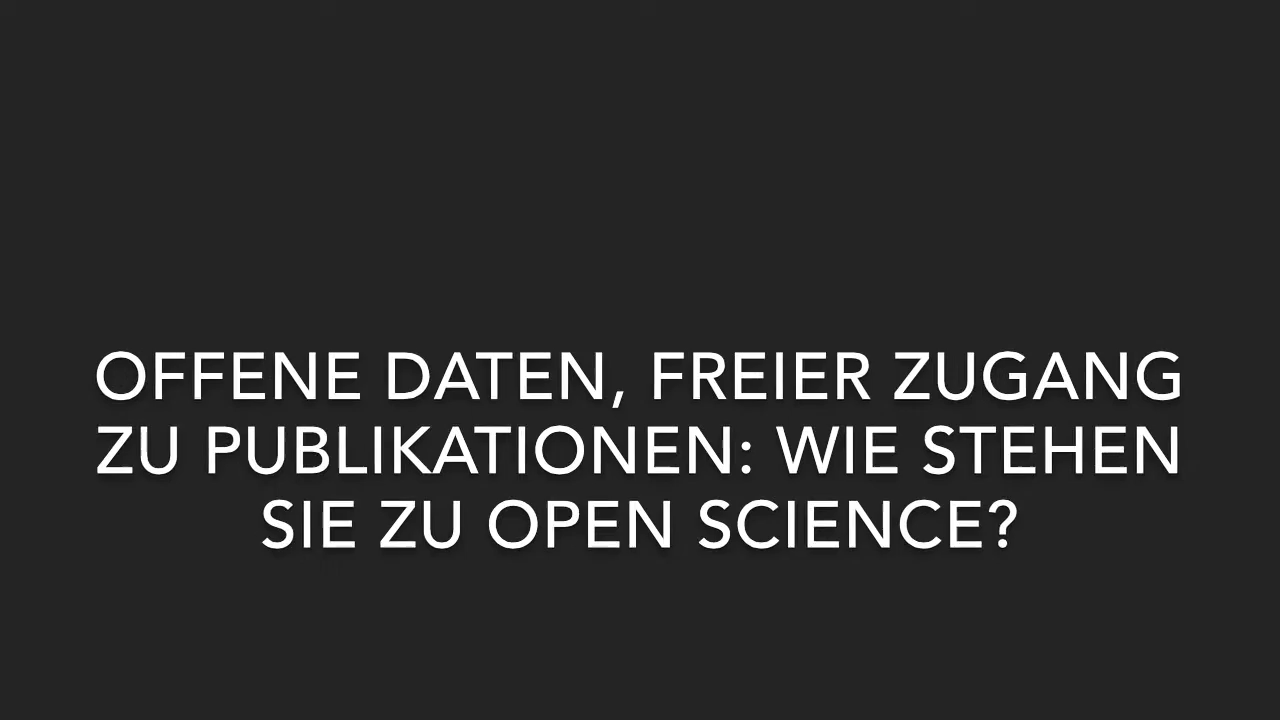 OFFENE DATEN, FREIER ZUGANG
ZU PUBLIKATIONEN: WIE STEHEN
SIE ZU OPEN SCIENCE?